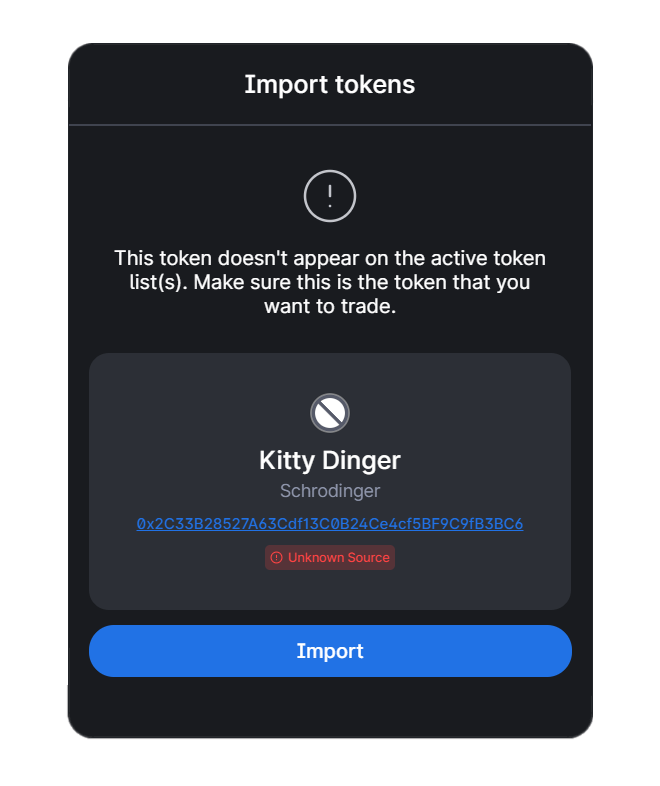 Import tokens
This token doesn't appear on the active token
list(s). Make sure this is the token that you
want to trade.
Kitty Dinger
Schrodinger
0x2C33B28527A63Cdf13C0B24Ce4cf5BF9C9fB3BC6
Unknown Source
Import